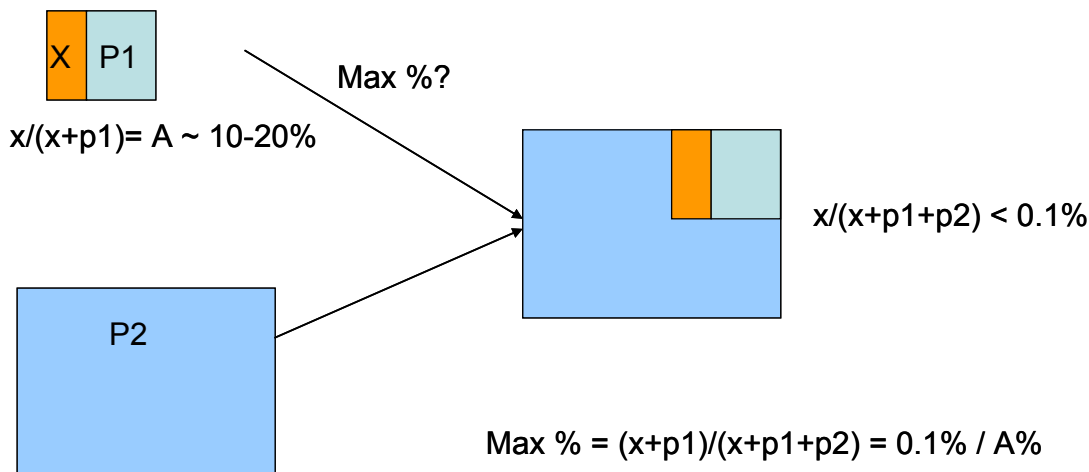 X P1
Max %?
x/(x+p1)= A ~ 10-20%
x/(x+p1+p2) < 0.1%
P2
Max % = (x+p1)/(x+p1+p2) = 0.1% / A%